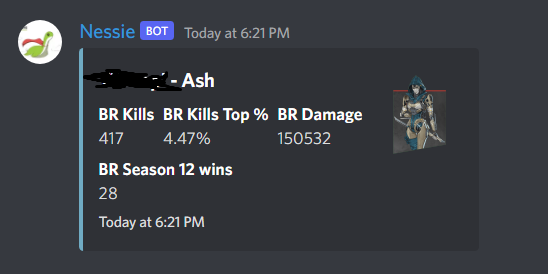 Nessie BOT Today at 6:21 PM
- Ash
BR Kills BR Kills Top % BR Damage
417 4.47% 150532
BR Season 12 wins
28
Today at 6:21 PM